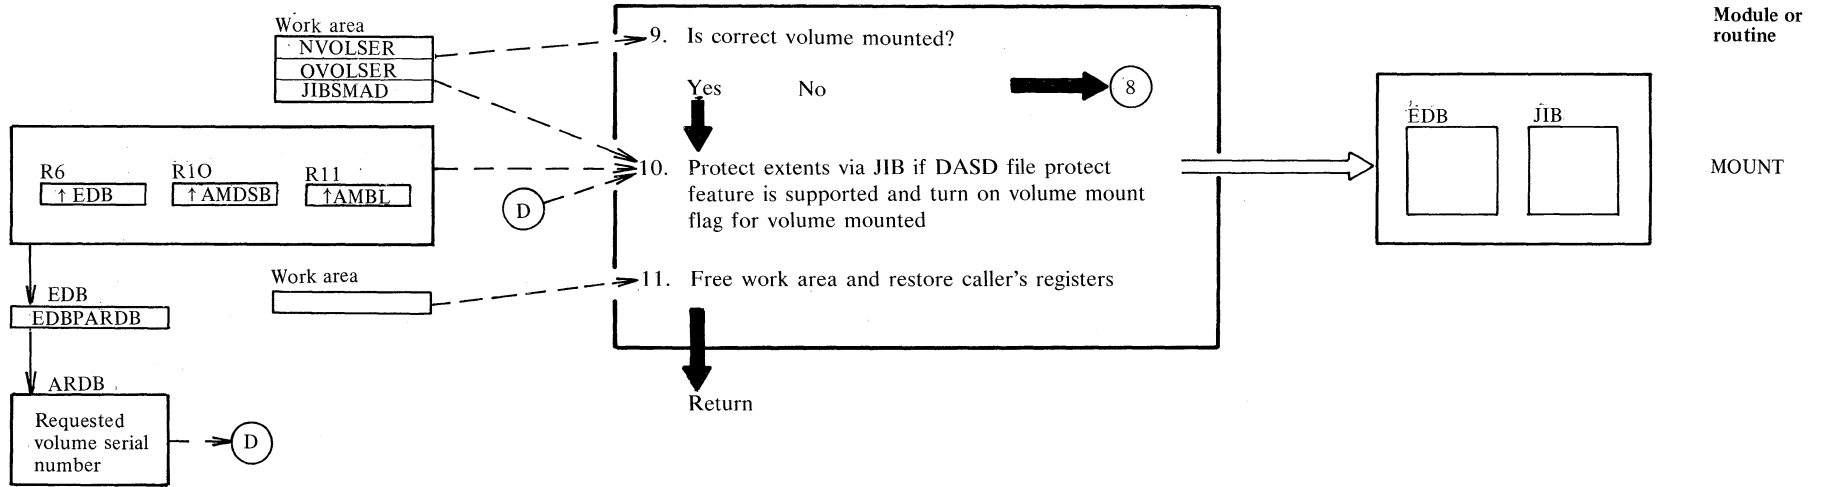 Work area
NVOLSER
OVOLSER
JIBSMAD
R6
↑ EDB
R10
↑ AMDSB
R11
↑AMBL
D
EDB
EDBPARDB
ARDB
Requested
volume serial
number
D
Work area
9. Is correct volume mounted?
Yes No
8
10. Protect extents via JIB if DASD file protect
feature is supported and turn on volume mount
flag for volume mounted
11. Free work area and restore caller's registers
Return
EDB
JIB
Module or
routine
MOUNT